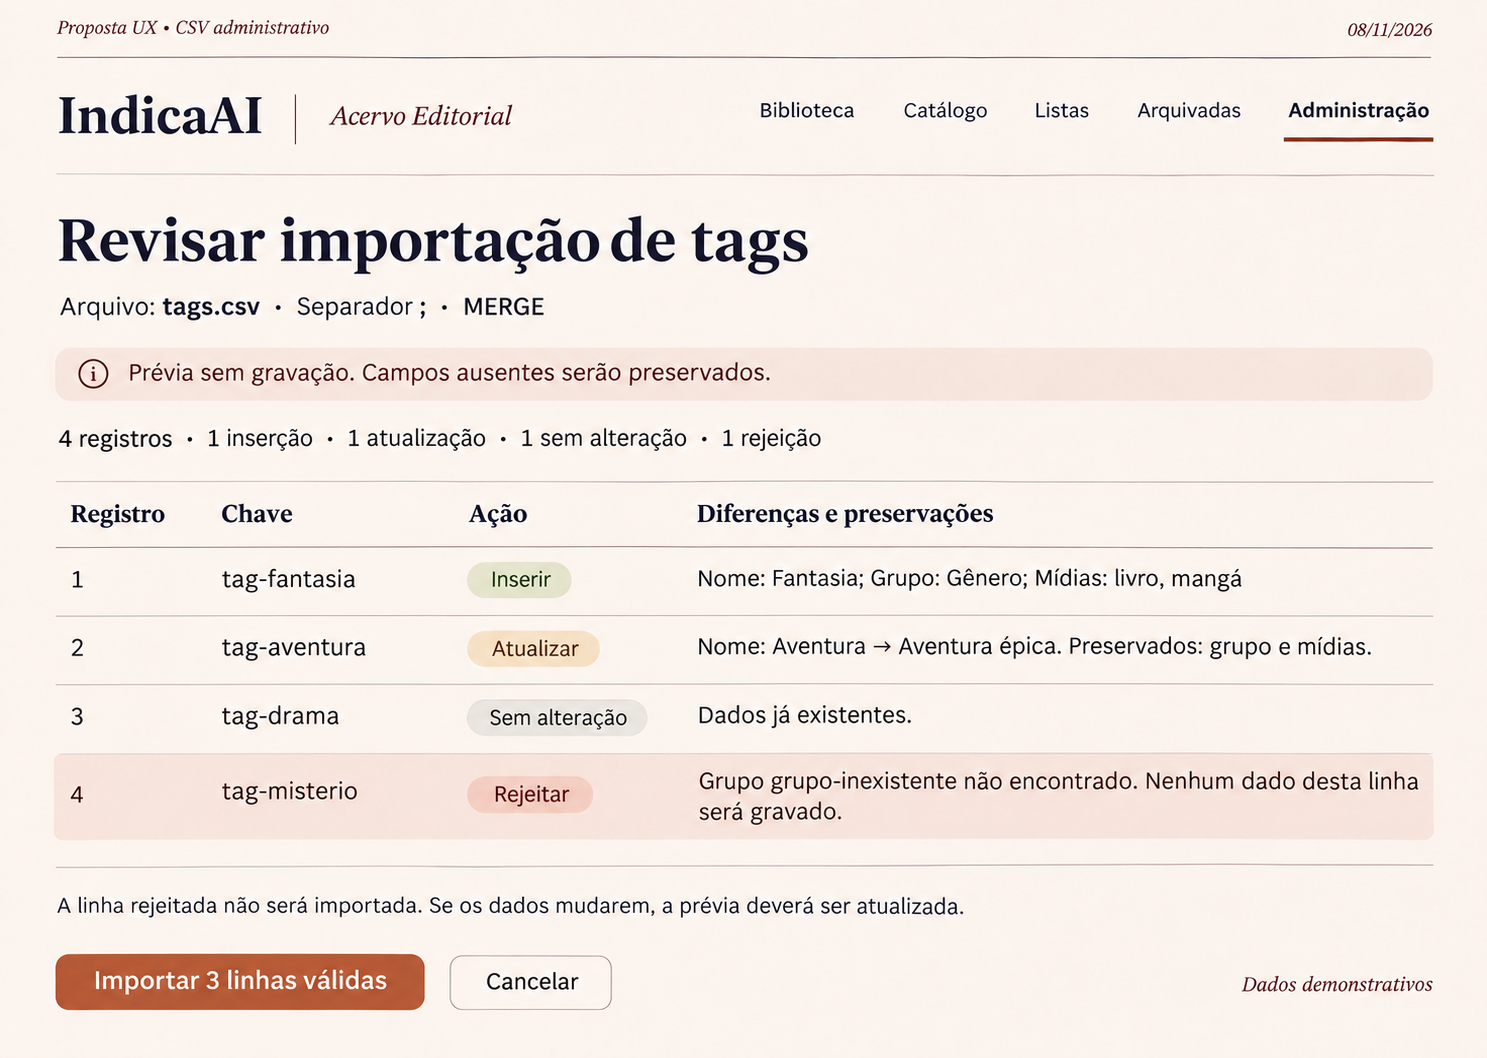 Proposta UX • CSV administrativo
08/11/2026
IndicaAI
Acervo Editorial
Biblioteca
Catálogo
Listas
Arquivadas
Administração
Revisar importação de tags
Arquivo: tags.csv • Separador ; • MERGE
Prévia sem gravação. Campos ausentes serão preservados.
4 registros • 1 inserção • 1 atualização • 1 sem alteração • 1 rejeição
Registro Chave Ação Diferenças e preservações
1 tag-fantasia Inserir Nome: Fantasia; Grupo: Gênero; Mídias: livro, mangá
2 tag-aventura Atualizar Nome: Aventura → Aventura épica. Preservados: grupo e mídias.
3 tag-drama Sem alteração Dados já existentes.
4 tag-misterio Rejeitar Grupo grupo-inexistente não encontrado. Nenhum dado desta linha
será gravado.
A linha rejeitada não será importada. Se os dados mudarem, a prévia deverá ser atualizada.
Importar 3 linhas válidas
Cancelar
Dados demonstrativos